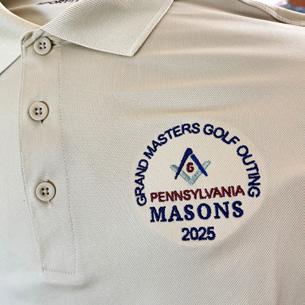 GRAND MASTERS GOLF OUTING
G
PENNSYLVANIA
MASONS
2025